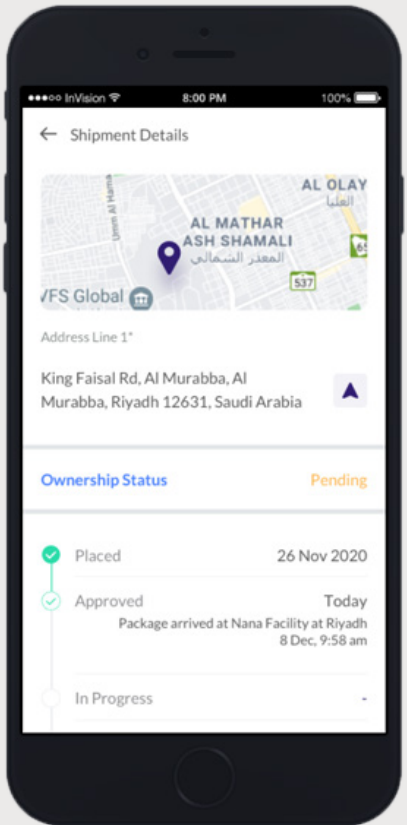 InVision
8:00 PM
100%
Shipment Details
Umm Al Hama
AL OLAY
العليا
AL MATHAR
ASH SHAMALI
المعذر الشمالي
65
537
VFS Global
Address Line 1*
King Faisal Rd, Al Murabba, Al
Murabba, Riyadh 12631, Saudi Arabia
Ownership Status
Pending
Placed
26 Nov 2020
Approved
Today
Package arrived at Nana Facility at Riyadh
8 Dec, 9:58 am
In Progress
-